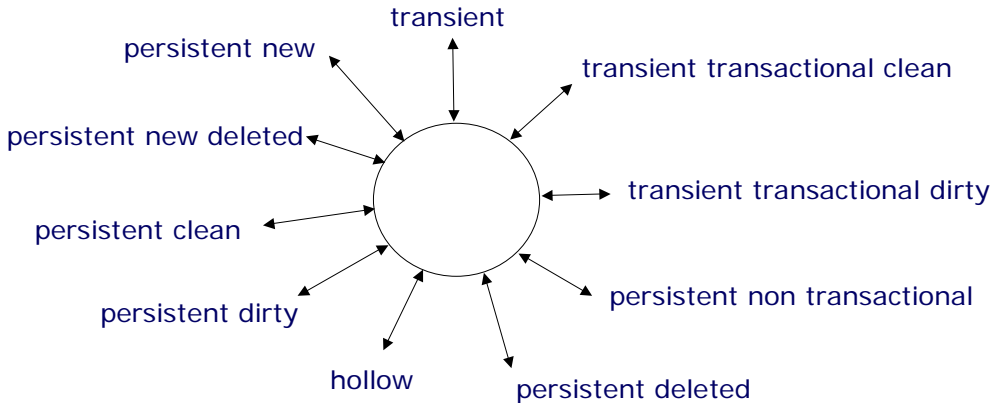 transient
persistent new
transient transactional clean
persistent new deleted
transient transactional dirty
persistent clean
persistent non transactional
persistent dirty
hollow
persistent deleted